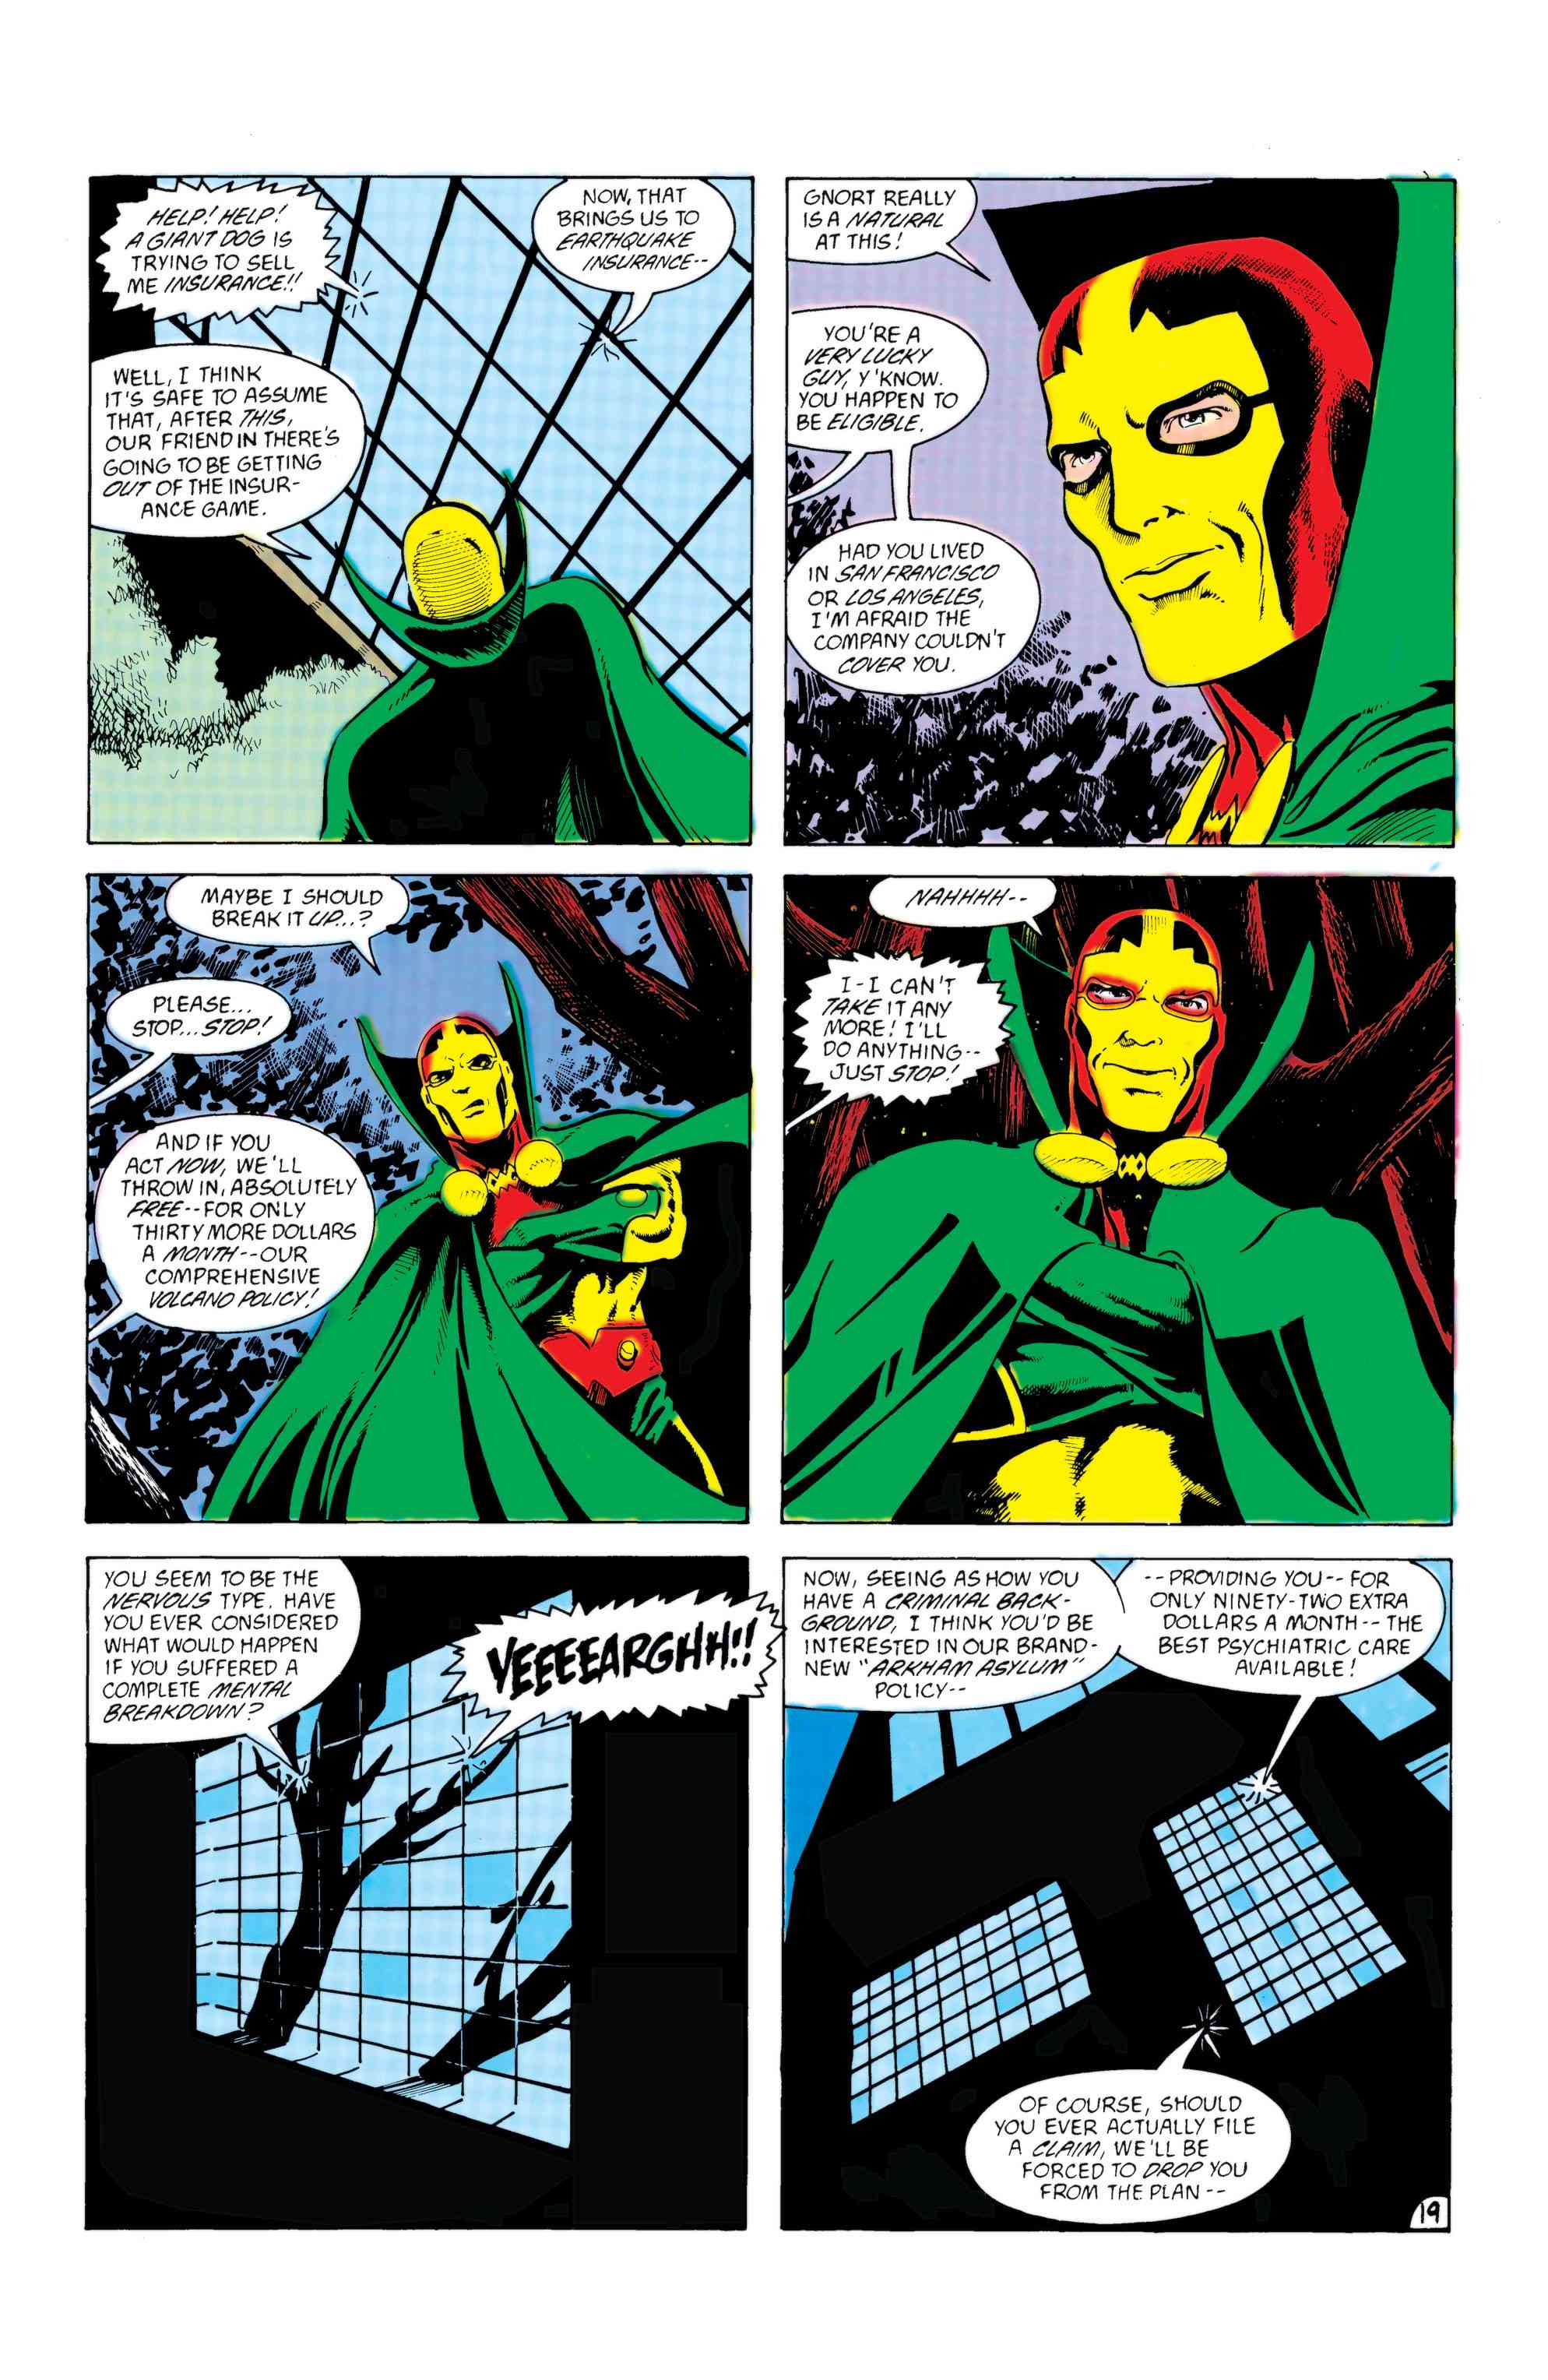 HELP! HELP!
A GIANT DOG IS
TRYING TO SELL
ME INSURANCE!!
NOW, THAT
BRINGS US TO
EARTHQUAKE
INSURANCE--
WELL, I THINK
IT'S SAFE TO ASSUME
THAT, AFTER THIS,
OUR FRIEND IN THERE'S
GOING TO BE GETTING
OUT OF THE INSUR-
ANCE GAME.
GNORT REALLY
IS A NATURAL
AT THIS!
YOU'RE A
VERY LUCKY
GUY, Y'KNOW.
YOU HAPPEN TO
BE ELIGIBLE.
HAD YOU LIVED
IN SAN FRANCISCO
OR LOS ANGELES,
I'M AFRAID THE
COMPANY COULDN'T
COVER YOU.
MAYBE I SHOULD
BREAK IT UP...?
PLEASE...
STOP...STOP!
AND IF YOU
ACT NOW, WE'LL
THROW IN, ABSOLUTELY
FREE--FOR ONLY
THIRTY MORE DOLLARS
A MONTH--OUR
COMPREHENSIVE
VOLCANO POLICY!
NAHHHH--
I-I CAN'T
TAKE IT ANY
MORE! I'LL
DO ANYTHING--
JUST STOP!
YOU SEEM TO BE THE
NERVOUS TYPE. HAVE
YOU EVER CONSIDERED
WHAT WOULD HAPPEN
IF YOU SUFFERED A
COMPLETE MENTAL
BREAKDOWN?
YEEEEARGHH!!
NOW, SEEING AS HOW YOU
HAVE A CRIMINAL BACK-
GROUND, I THINK YOU'D BE
INTERESTED IN OUR BRAND-
NEW "ARKHAM ASYLUM"
POLICY--
--PROVIDING YOU--FOR
ONLY NINETY-TWO EXTRA
DOLLARS A MONTH--THE
BEST PSYCHIATRIC CARE
AVAILABLE!
OF COURSE, SHOULD
YOU EVER ACTUALLY FILE
A CLAIM, WE'LL BE
FORCED TO DROP YOU
FROM THE PLAN--
19